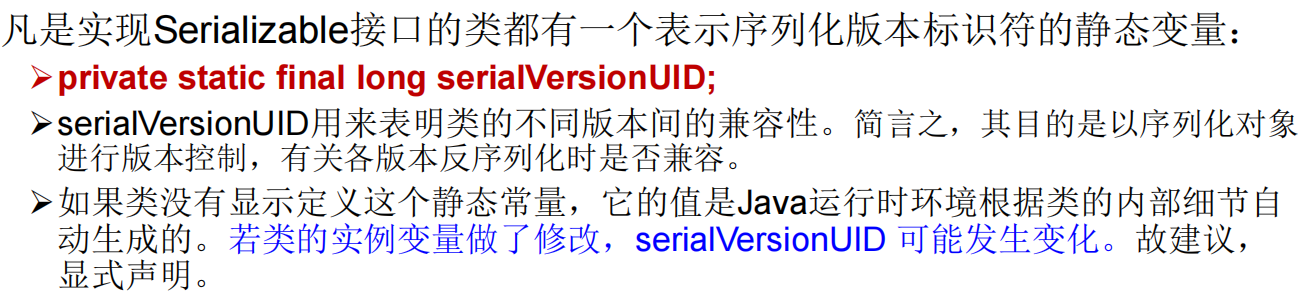 凡是实现Serializable接口的类都有一个表示序列化版本标识符的静态变量：
➢private static final long serialVersionUID;
➢serialVersionUID用来表明类的不同版本间的兼容性。简言之，其目的是以序列化对象
进行版本控制，有关各版本反序列化时是否兼容。
➢如果类没有显示定义这个静态常量，它的值是Java运行时环境根据类的内部细节自
动生成的。若类的实例变量做了修改，serialVersionUID 可能发生变化。故建议，
显式声明。